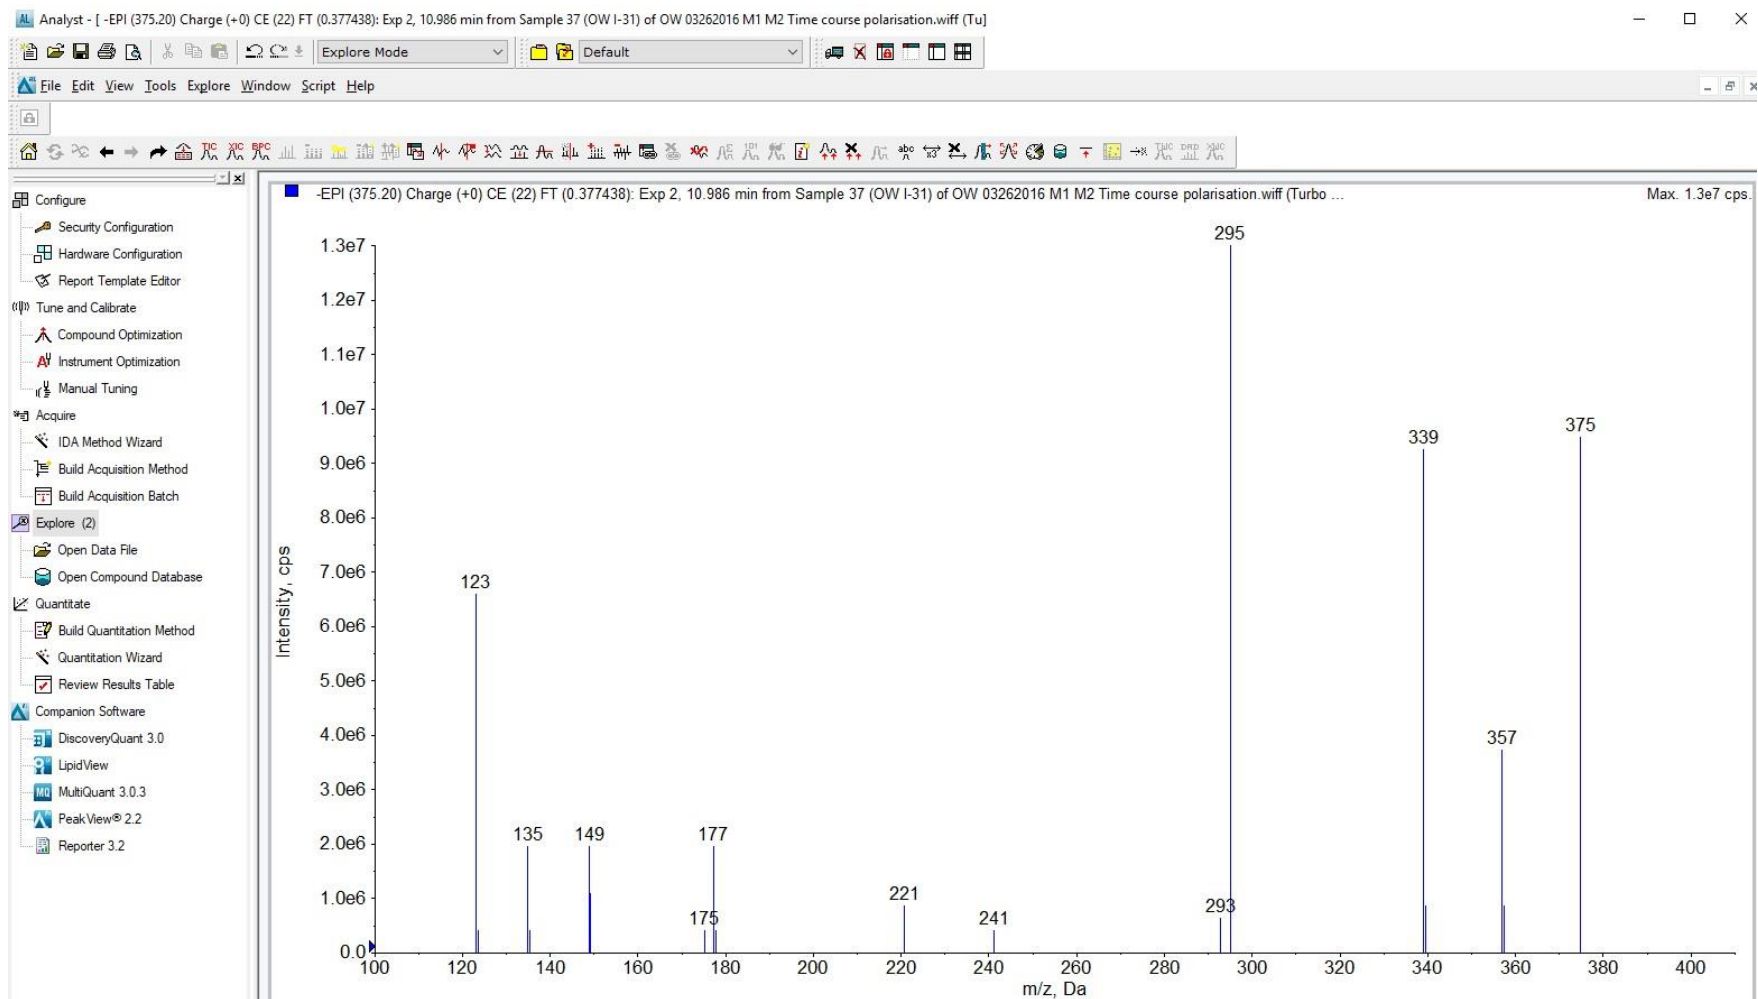 Analyst - [ -EPI (375.20) Charge (+0) CE (22) FT (0.377438): Exp 2, 10.986 min from Sample 37 (OW I-31) of OW 03262016 M1 M2 Time course polarisation.wiff (Tu]
Explore Mode
Default
File Edit View Tools Explore Window Script Help
TIC XIC BPC
Configure
Security Configuration
Hardware Configuration
Report Template Editor
Tune and Calibrate
Compound Optimization
Instrument Optimization
Manual Tuning
Acquire
IDA Method Wizard
Build Acquisition Method
Build Acquisition Batch
Explore (2)
Open Data File
Open Compound Database
Quantitate
Build Quantitation Method
Quantitation Wizard
Review Results Table
Companion Software
DiscoveryQuant 3.0
LipidView
MultiQuant 3.0.3
PeakView® 2.2
Reporter 3.2
-EPI (375.20) Charge (+0) CE (22) FT (0.377438): Exp 2, 10.986 min from Sample 37 (OW I-31) of OW 03262016 M1 M2 Time course polarisation.wiff (Turbo ...
Max. 1.3e7 cps.
Intensity, cps
1.3e7
1.2e7
1.1e7
1.0e7
9.0e6
8.0e6
7.0e6
6.0e6
5.0e6
4.0e6
3.0e6
2.0e6
1.0e6
0.0
123
135
149
175
177
221
241
293
295
339
357
375
100 120 140 160 180 200 220 240 260 280 300 320 340 360 380 400
m/z, Da